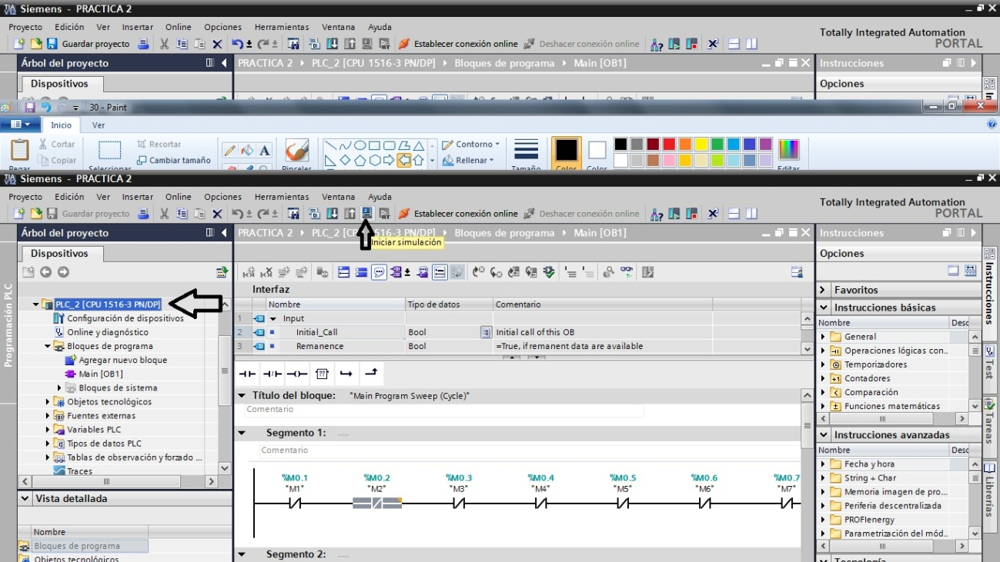 Siemens - PRACTICA 2
Proyecto Edición Ver Insertar Online Opciones Herramientas Ventana Ayuda
Totally Integrated Automation
PORTAL
Guardar proyecto Establecer conexión online Deshacer conexión online
Árbol del proyecto PRACTICA 2 PLC_2 [CPU 1516-3 PN/DP] Bloques de programa Main [OB1] Instrucciones
Dispositivos Opciones
30 - Paint
Inicio Ver
Cortar Recortar Contorno
Copiar Cambiar tamaño Rellenar
Pegar Seleccionar Pinceles Tamaño Color Color Editar
Siemens - PRACTICA 2
Proyecto Edición Ver Insertar Online Opciones Herramientas Ventana Ayuda
Totally Integrated Automation
PORTAL
Guardar proyecto Establecer conexión online Deshacer conexión online
Árbol del proyecto PRACTICA 2 1516-3 PN/DP] Bloques de programa Main [OB1] Instrucciones
Iniciar simulación
Dispositivos Opciones
Programación PLC
PLC_2 [CPU 1516-3 PN/DP]
Configuración de dispositivos
Online y diagnóstico
Bloques de programa
Agregar nuevo bloque
Main [OB1]
Bloques de sistema
Objetos tecnológicos
Fuentes externas
Variables PLC
Tipos de datos PLC
Tablas de observación y forzado ...
Traces
Vista detallada
Nombre
Bloques de programa
Objetos tecnológicos
Interfaz
Nombre Tipo de datos Comentario
1 Input
2 Initial_Call Bool Initial call of this OB
3 Remanence Bool =True, if remanent data are available
??
Título del bloque: "Main Program Sweep (Cycle)"
Comentario
Segmento 1: .....
Comentario
%M0.1 %M0.2 %M0.3 %M0.4 %M0.5 %M0.6 %M0.7
"M1" "M2" "M3" "M4" "M5" "M6" "M7"
Segmento 2: .....
Favoritos
Instrucciones básicas
Nombre Desc
General
Operaciones lógicas con..
Temporizadores
Contadores
Comparación
Funciones matemáticas
Instrucciones avanzadas
Nombre Desc
Fecha y hora
String + Char
Memoria imagen de pro...
Periferia descentralizada
PROFIenergy
Parametrización del mód..
Tecnología
Instrucciones
Test
Tareas
Librerías